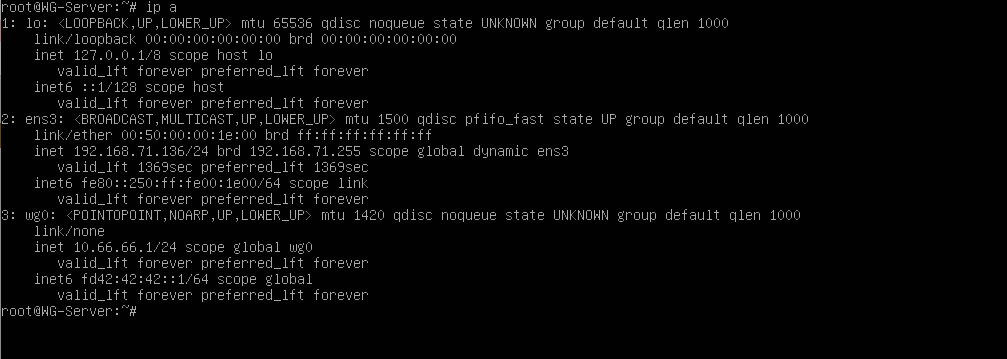 root@WG-Server:~# ip a
1: lo: <LOOPBACK,UP,LOWER_UP> mtu 65536 qdisc noqueue state UNKNOWN group default qlen 1000
    link/loopback 00:00:00:00:00:00 brd 00:00:00:00:00:00
    inet 127.0.0.1/8 scope host lo
       valid_lft forever preferred_lft forever
    inet6 ::1/128 scope host
       valid_lft forever preferred_lft forever
2: ens3: <BROADCAST,MULTICAST,UP,LOWER_UP> mtu 1500 qdisc pfifo_fast state UP group default qlen 1000
    link/ether 00:50:00:00:1e:00 brd ff:ff:ff:ff:ff:ff
    inet 192.168.71.136/24 brd 192.168.71.255 scope global dynamic ens3
       valid_lft 1369sec preferred_lft 1369sec
    inet6 fe80::250:ff:fe00:1e00/64 scope link
       valid_lft forever preferred_lft forever
3: wg0: <POINTOPOINT,NOARP,UP,LOWER_UP> mtu 1420 qdisc noqueue state UNKNOWN group default qlen 1000
    link/none
    inet 10.66.66.1/24 scope global wg0
       valid_lft forever preferred_lft forever
    inet6 fd42:42:42::1/64 scope global
       valid_lft forever preferred_lft forever
root@WG-Server:~#